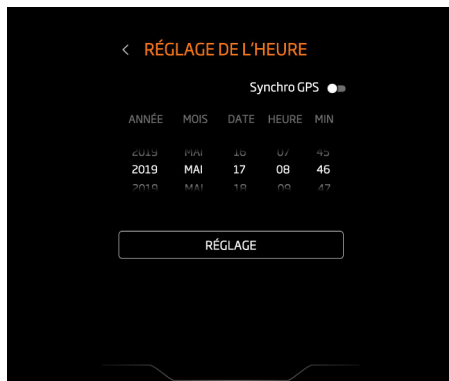 < RÉGLAGE DE L'HEURE
Synchro GPS
ANNÉE MOIS DATE HEURE MIN
2019 MAI 16 07 45
2019 MAI 17 08 46
2019 MAI 18 09 47
RÉGLAGE